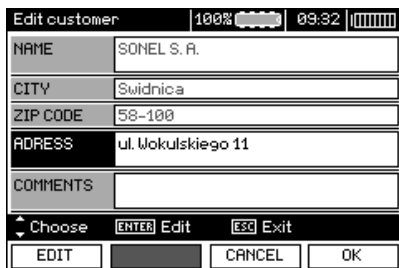 Edit customer 100% 09:32
NAME SONEL S. A.
CITY Swidnica
ZIP CODE 58-100
ADRESS ul. Wokulskiego 11
COMMENTS
Choose ENTER Edit ESC Exit
EDIT CANCEL OK